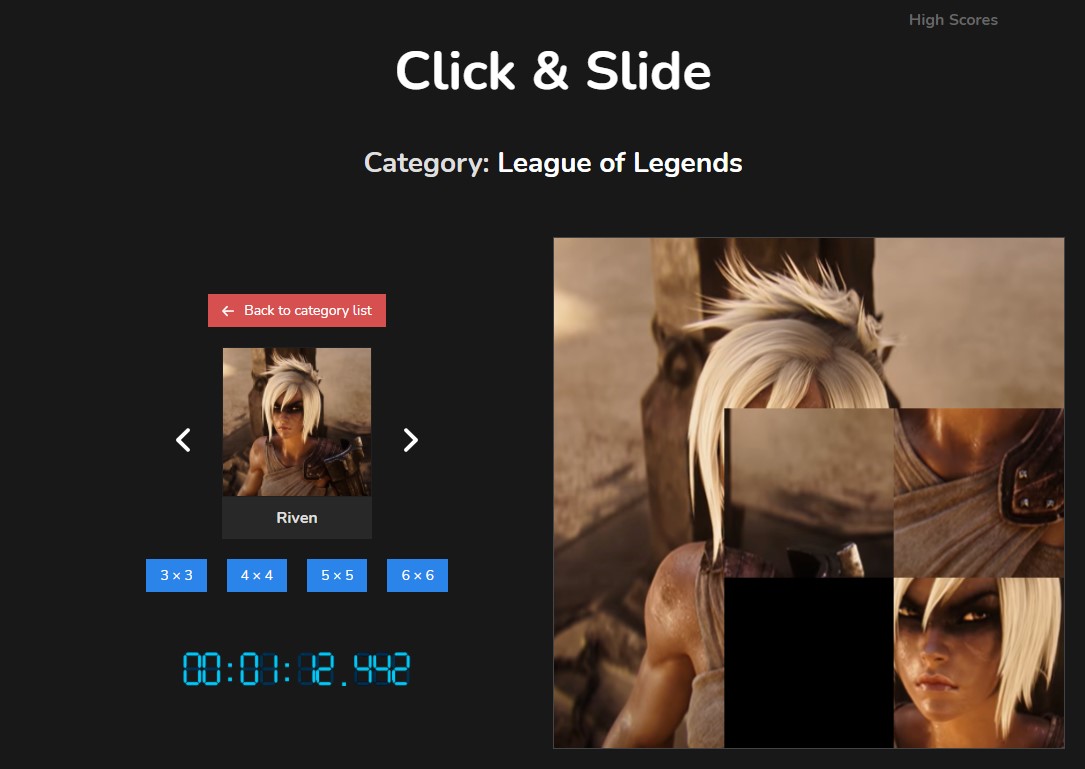 High Scores
Click & Slide
Category: League of Legends
← Back to category list
Riven
3 × 3
4 × 4
5 × 5
6 × 6
00:01:12.442